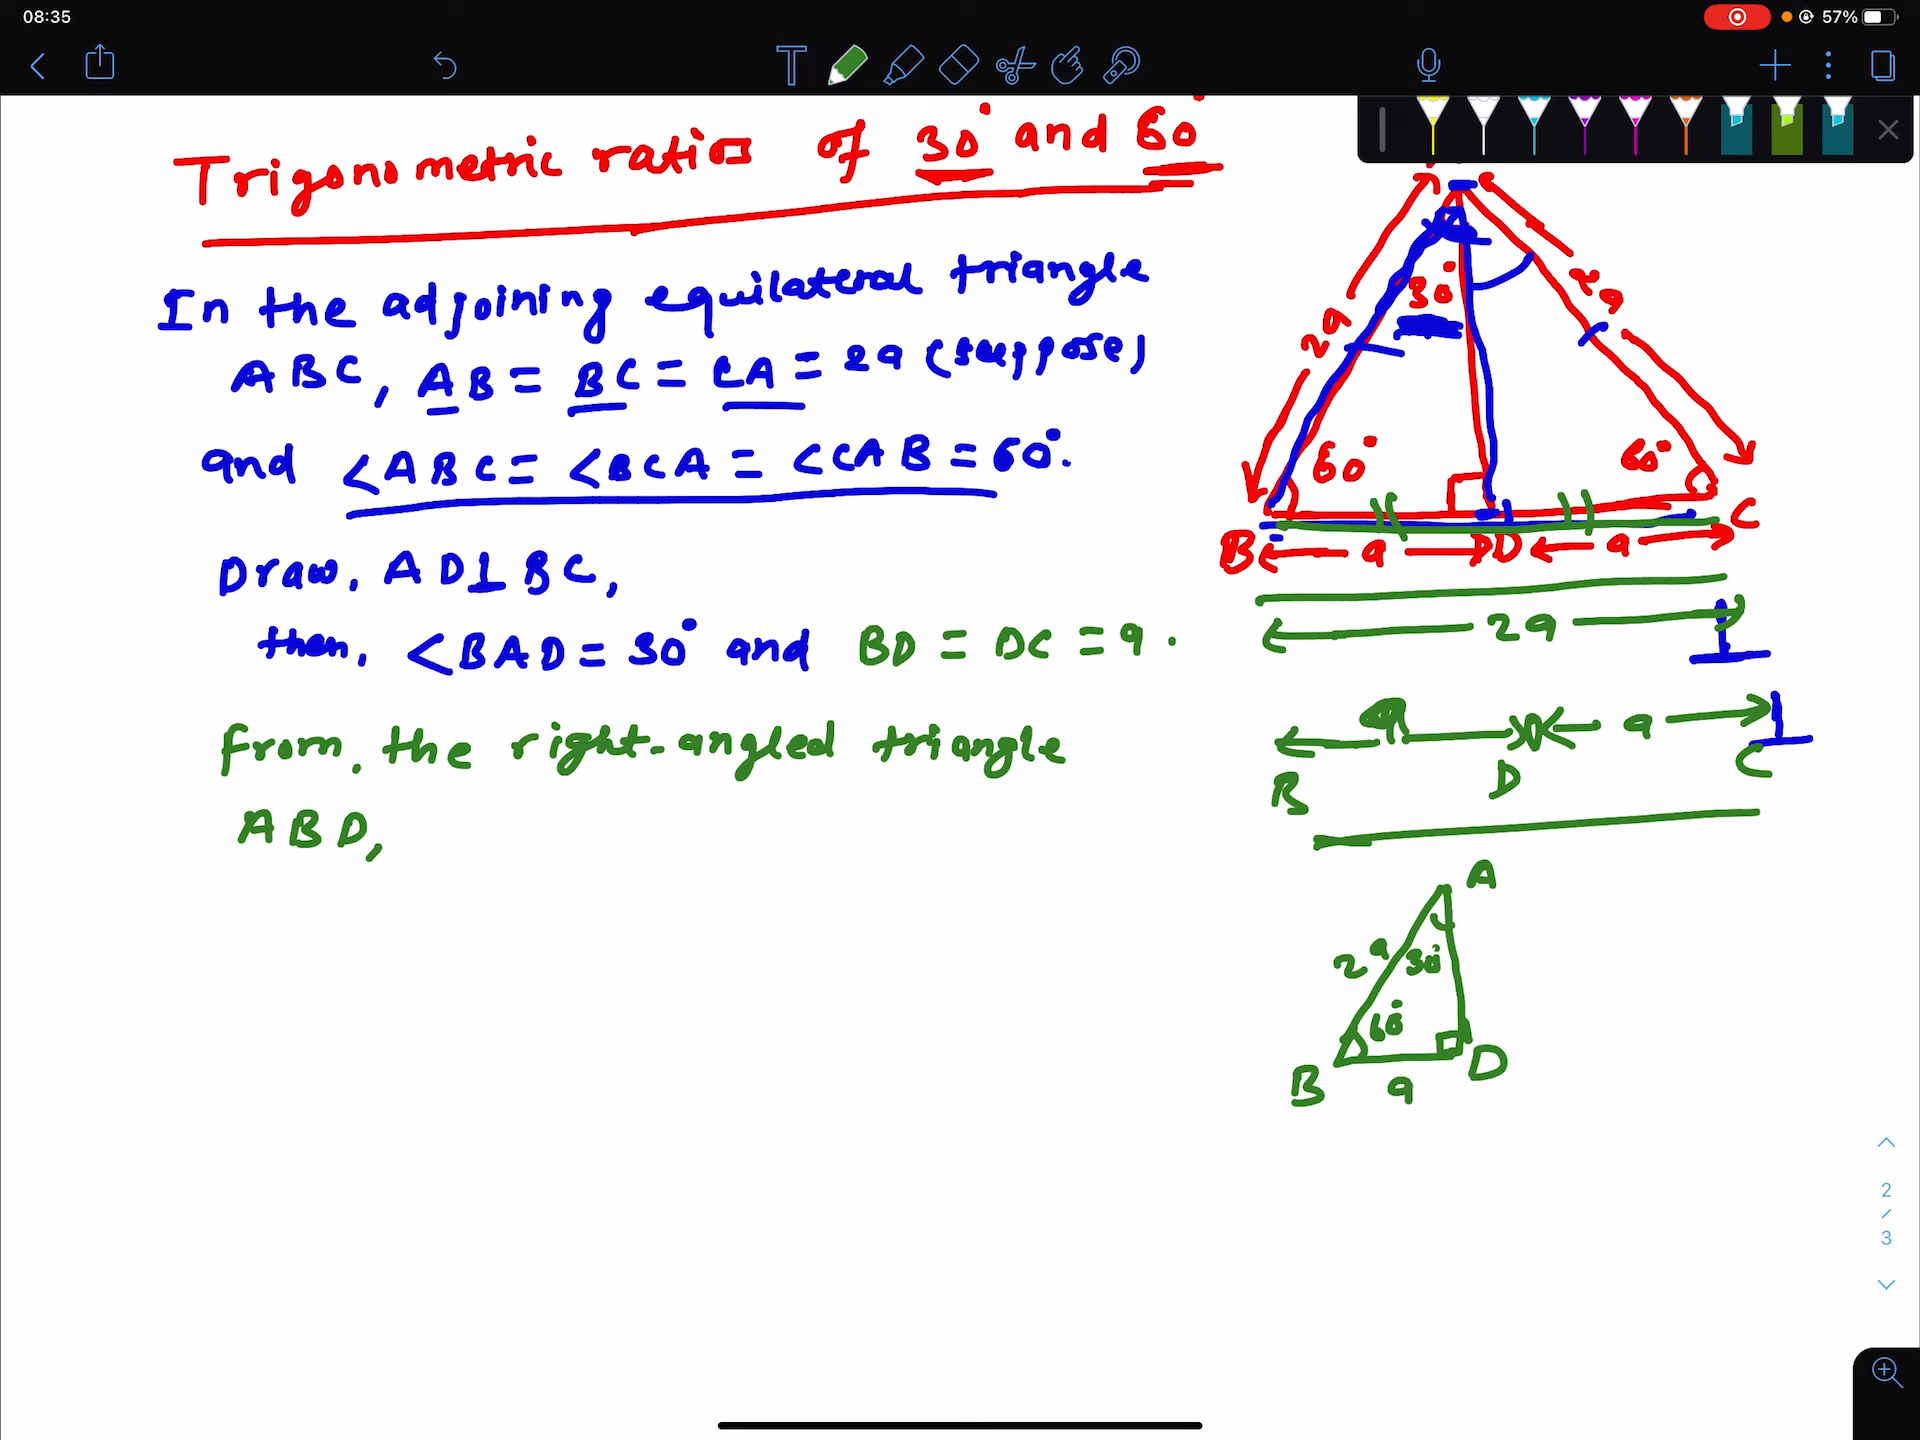 08:35
57%
Trigonometric ratios of 30° and 60°
In the adjoining equilateral triangle
ABC, AB = BC = CA = 2a (suppose)
and <ABC = <BCA = <CAB = 60°.
Draw, AD⊥BC,
then, <BAD = 30° and BD = DC = a.
from, the right-angled triangle
ABD,
2a
30°
2a
60°
60°
B
a
D
a
C
2a
⊥
a
a
⊥
B
D
C
A
2a
30°
60°
B
a
D
2
/
3